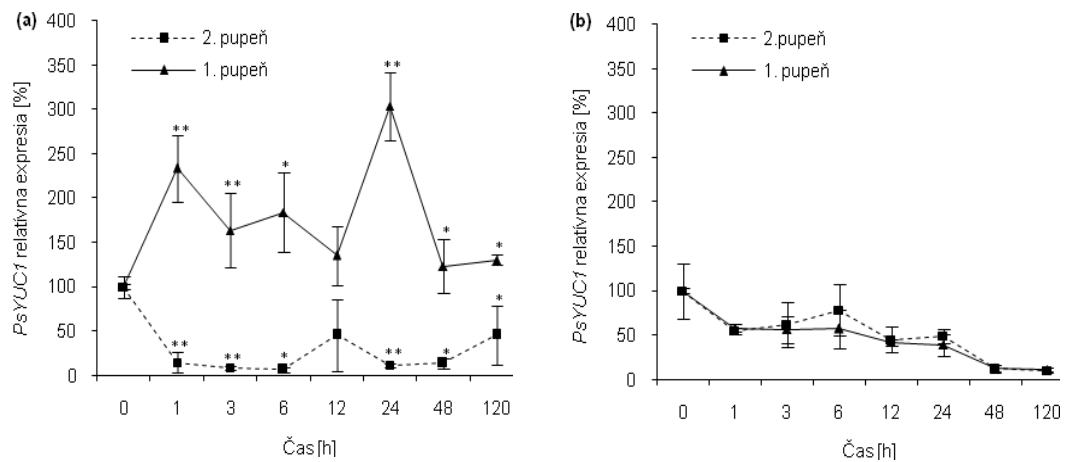 (a)
PsYUC1 relatívna expresia [%]
400
350
300
250
200
150
100
50
0
2. pupeň
1. pupeň
**
**
*
**
*
*
**
**
*
**
*
*
0 1 3 6 12 24 48 120
Čas [h]
(b)
PsYUC1 relatívna expresia [%]
400
350
300
250
200
150
100
50
0
2.pupeň
1. pupeň
0 1 3 6 12 24 48 120
Čas [h]